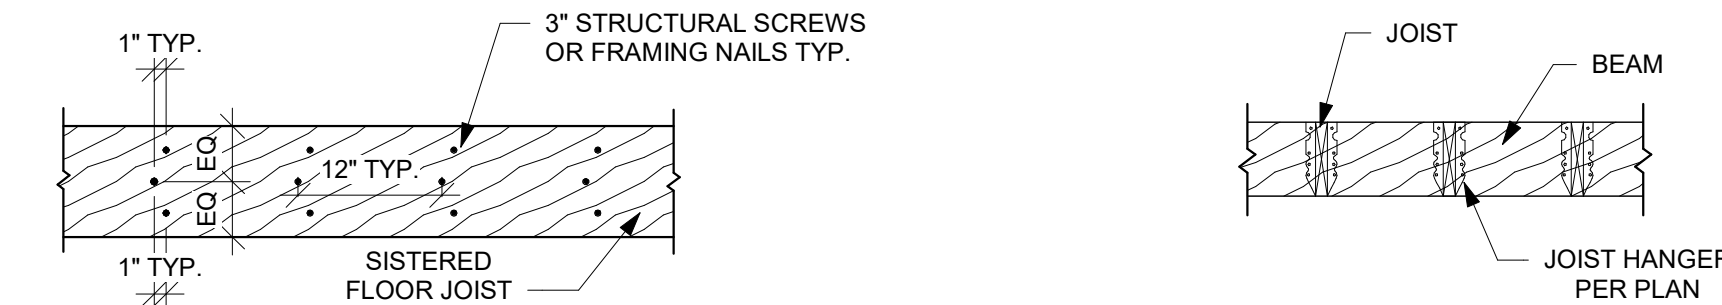 1" TYP.
3" STRUCTURAL SCREWS
OR FRAMING NAILS TYP.
EQ
12" TYP.
EQ
1" TYP.
SISTERED
FLOOR JOIST
JOIST
BEAM
JOIST HANGER
PER PLAN